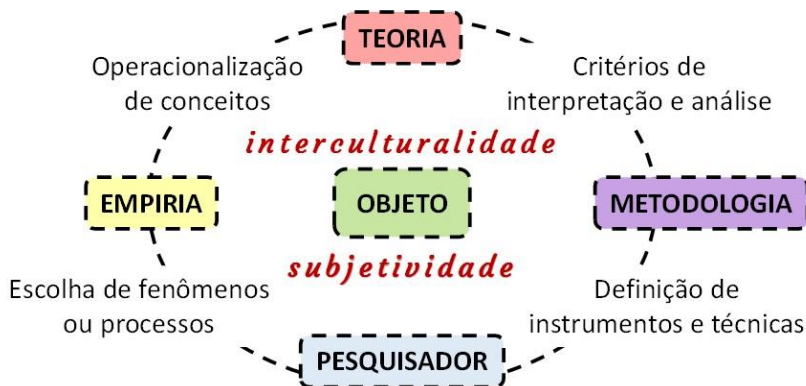 TEORIA
Operacionalização
de conceitos
Critérios de
interpretação e análise
interculturalidade
EMPIRIA
OBJETO
METODOLOGIA
subjetividade
Escolha de fenômenos
ou processos
Definição de
instrumentos e técnicas
PESQUISADOR